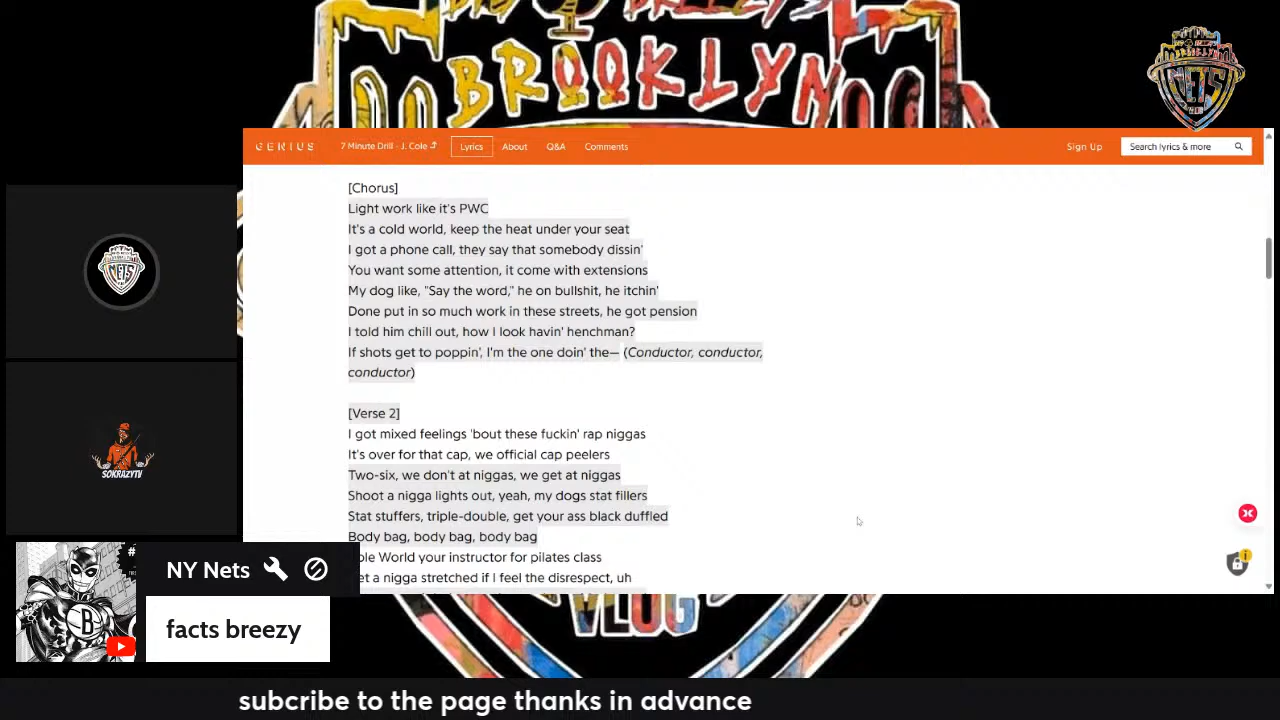 BROOKLYN
NETS
GENIUS
7 Minute Drill - J. Cole
Lyrics
About
Q&A
Comments
Sign Up
Search lyrics & more
[Chorus]
Light work like it's PWC
It's a cold world, keep the heat under your seat
I got a phone call, they say that somebody dissin'
You want some attention, it come with extensions
My dog like, "Say the word," he on bullshit, he itchin'
Done put in so much work in these streets, he got pension
I told him chill out, how I look havin' henchman?
If shots get to poppin', I'm the one doin' the— (Conductor, conductor,
conductor)
[Verse 2]
I got mixed feelings 'bout these fuckin' rap niggas
It's over for that cap, we official cap peelers
Two-six, we don't at niggas, we get at niggas
Shoot a nigga lights out, yeah, my dogs stat fillers
Stat stuffers, triple-double, get your ass black duffled
Body bag, body bag, body bag
ole World your instructor for pilates class
et a nigga stretched if I feel the disrespect, uh
NETS
SOKRAZYTV
B
NY Nets
facts breezy
VLOG
subcribe to the page thanks in advance